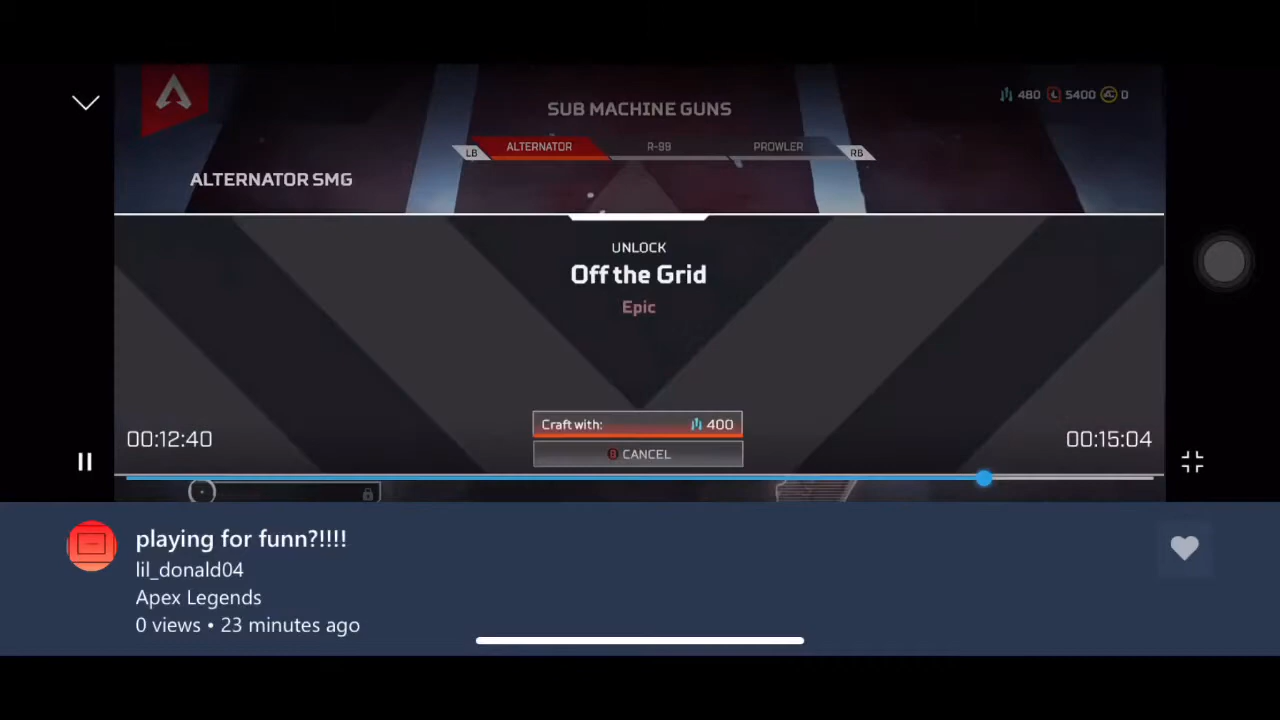 SUB MACHINE GUNS
480 5400 0
LB ALTERNATOR R-99 PROWLER RB
ALTERNATOR SMG
UNLOCK
Off the Grid
Epic
Craft with: 400
B CANCEL
00:12:40 00:15:04
playing for funn?!!!!
lil_donald04
Apex Legends
0 views • 23 minutes ago